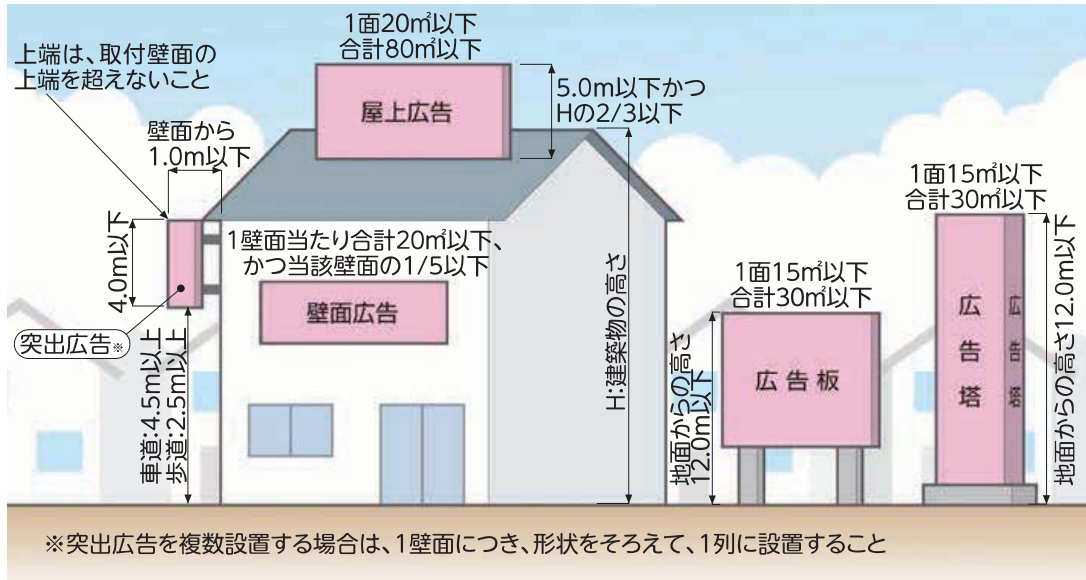 1面20㎡以下
合計80㎡以下
上端は、取付壁面の
上端を超えないこと
屋上広告
5.0m以下かつ
Hの2/3以下
壁面から
1.0m以下
4.0m以下
1壁面当たり合計20㎡以下、
かつ当該壁面の1/5以下
壁面広告
突出広告※
車道:4.5m以上
歩道:2.5m以上
H:建築物の高さ
1面15㎡以下
合計30㎡以下
地面からの高さ
12.0m以下
広告板
1面15㎡以下
合計30㎡以下
広告塔
広告塔
地面からの高さ12.0m以下
※突出広告を複数設置する場合は、1壁面につき、形状をそろえて、1列に設置すること